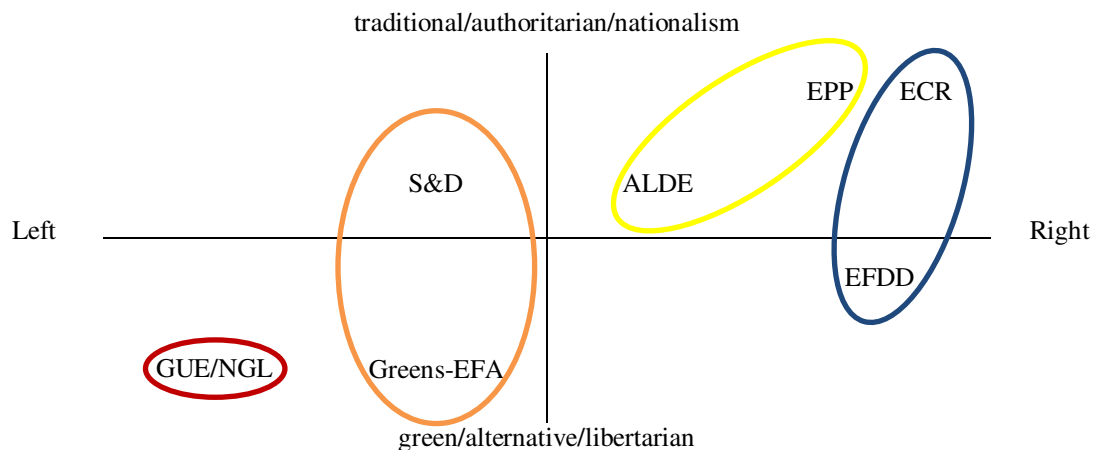 traditional/authoritarian/nationalism
EPP
ECR
S&D
ALDE
Left
Right
EFDD
GUE/NGL
Greens-EFA
green/alternative/libertarian